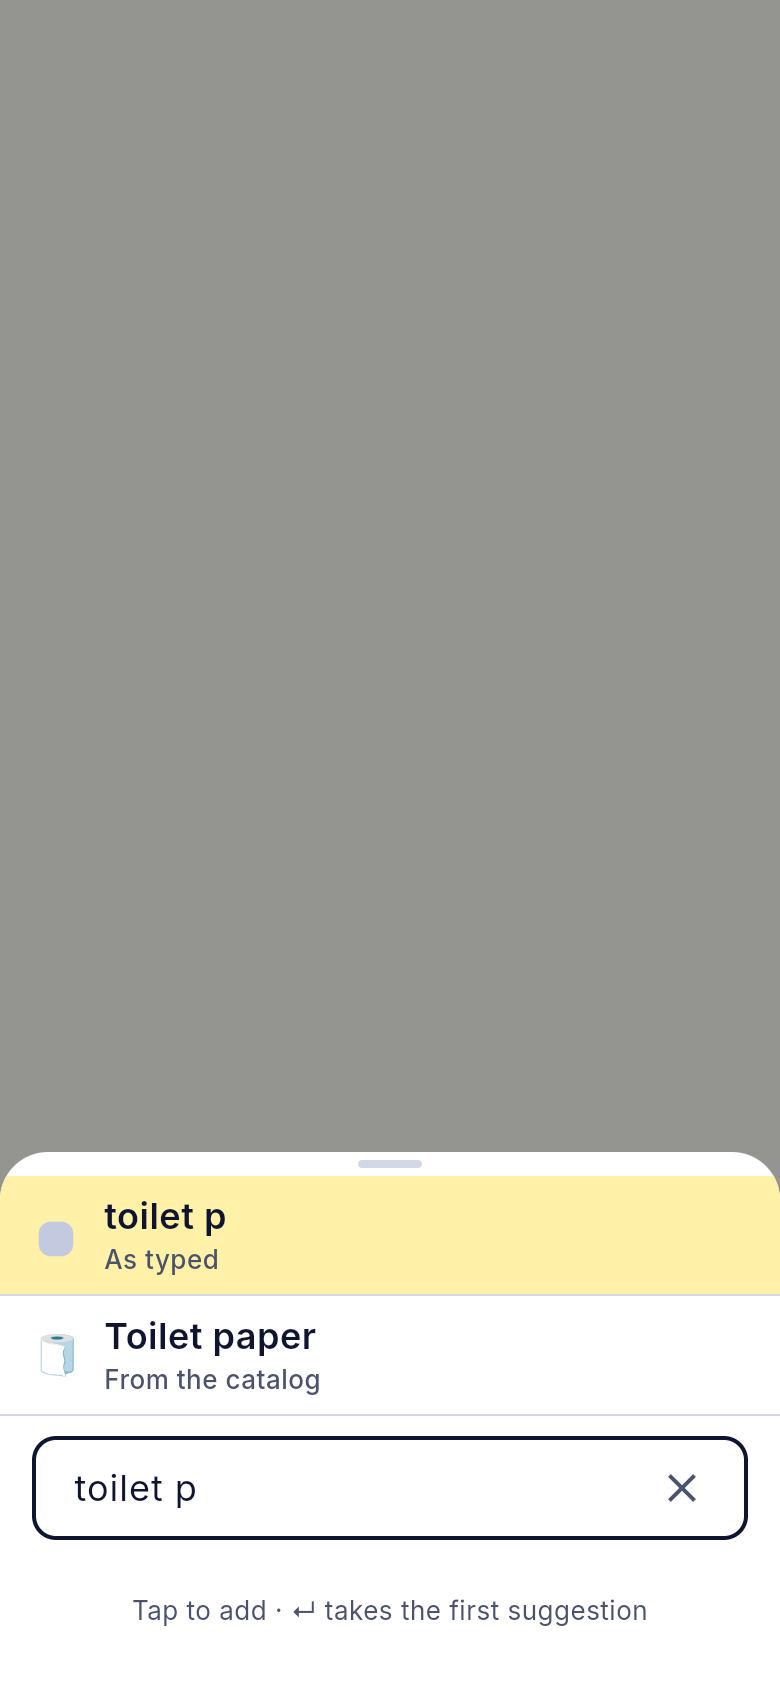 toilet p
As typed
Toilet paper
From the catalog
toilet p
Tap to add · ↵ takes the first suggestion